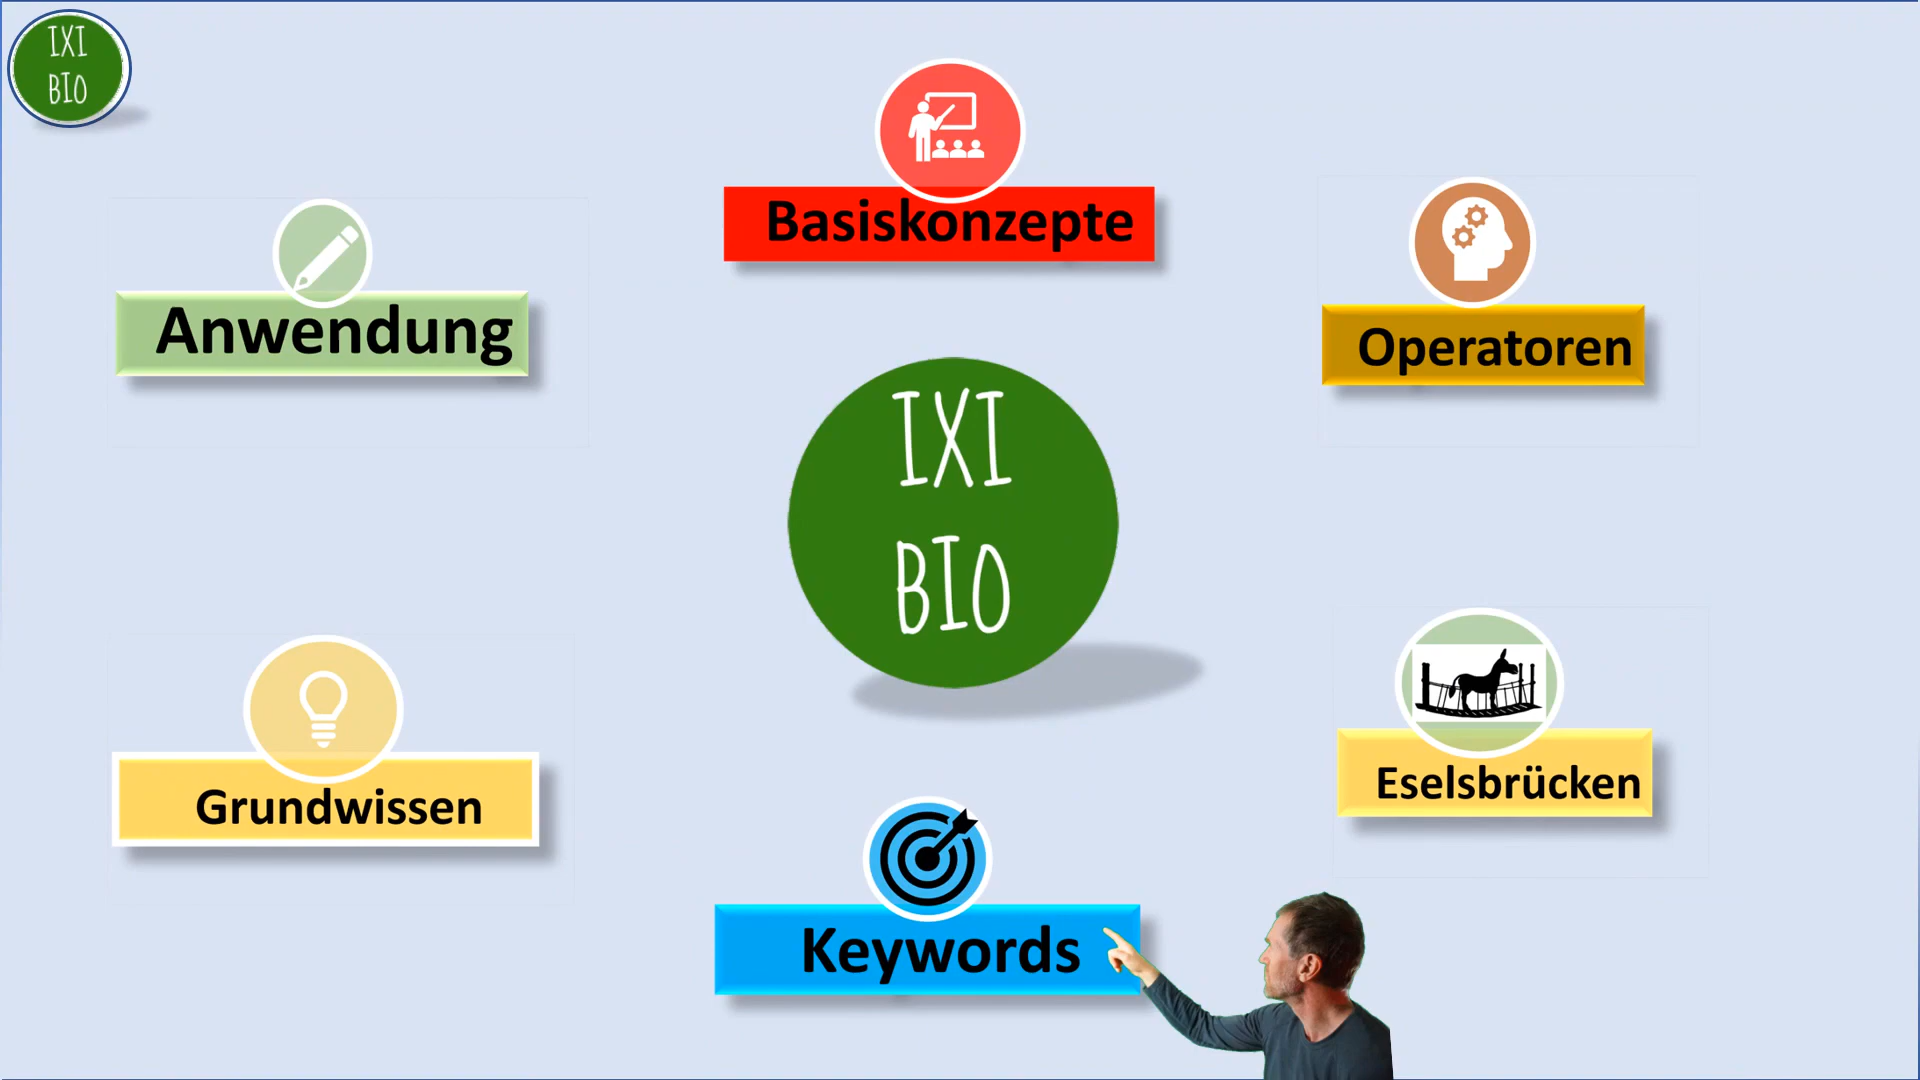 IXI
BIO
Basiskonzepte
Anwendung
Operatoren
IXI
BIO
Grundwissen
Eselsbrücken
Keywords